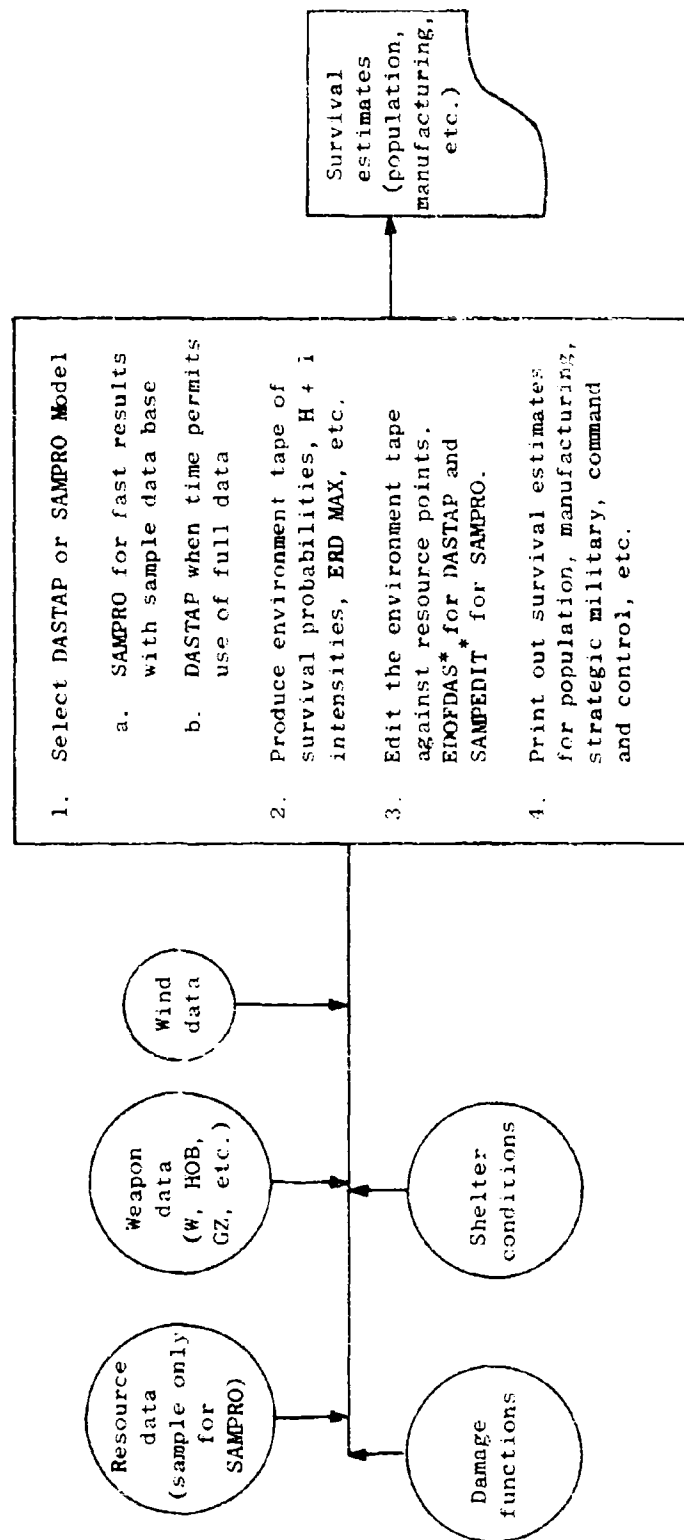 Resource
data
(sample only
for
SAMPRO)
Weapon
data
(W, HOB,
GZ, etc.)
Wind
data
Damage
functions
Shelter
conditions
1. Select DASTAP or SAMPRO Model
a. SAMPRO for fast results
with sample data base
b. DASTAP when time permits
use of full data
2. Produce environment tape of
survival probabilities, H + i
intensities, ERD MAX, etc.
3. Edit the environment tape
against resource points.
EDOFDAS* for DASTAP and
SAMPEDIT* for SAMPRO.
4. Print out survival estimates
for population, manufacturing,
strategic military, command
and control, etc.
Survival
estimates
(population,
manufacturing,
etc.)